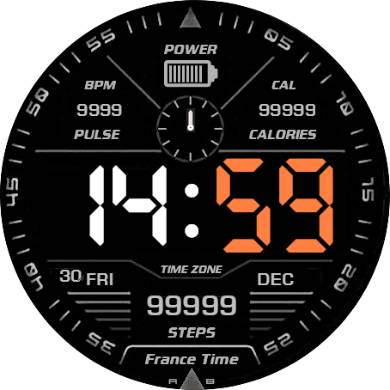 POWER
BPM
CAL
9999
99999
PULSE
CALORIES
14:59
TIME ZONE
30 FRI
DEC
99999
STEPS
France Time
A B
55
05
50
10
45
15
40
20
35
25